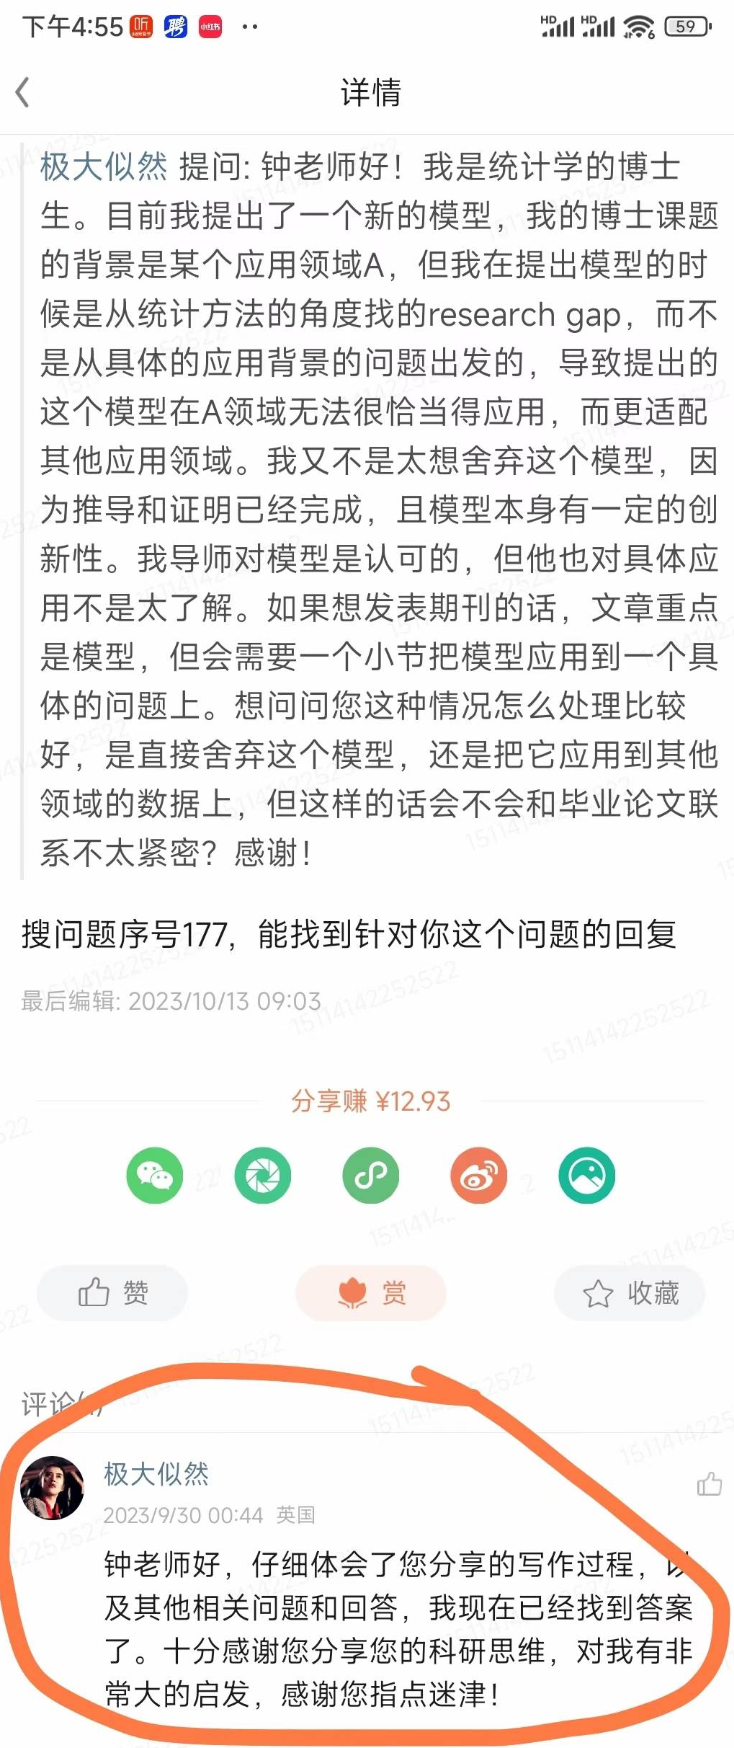 下午4:55
听
聘
小红书
HD
HD
6
59
详情
极大似然 提问: 钟老师好！我是统计学的博士
生。目前我提出了一个新的模型，我的博士课题
的背景是某个应用领域A，但我在提出模型的时
候是从统计方法的角度找的research gap，而不
是从具体的应用背景的问题出发的，导致提出的
这个模型在A领域无法很恰当得应用，而更适配
其他应用领域。我又不是太想舍弃这个模型，因
为推导和证明已经完成，且模型本身有一定的创
新性。我导师对模型是认可的，但他也对具体应
用不是太了解。如果想发表期刊的话，文章重点
是模型，但会需要一个小节把模型应用到一个具
体的问题上。想问问您这种情况怎么处理比较
好，是直接舍弃这个模型，还是把它应用到其他
领域的数据上，但这样的话会不会和毕业论文联
系不太紧密？感谢！
搜问题序号177，能找到针对你这个问题的回复
最后编辑: 2023/10/13 09:03
15114142252522
分享赚 ¥12.93
赞
赏
收藏
评论
极大似然
2023/9/30 00:44 英国
钟老师好，仔细体会了您分享的写作过程，以
及其他相关问题和回答，我现在已经找到答案
了。十分感谢您分享您的科研思维，对我有非
常大的启发，感谢您指点迷津！